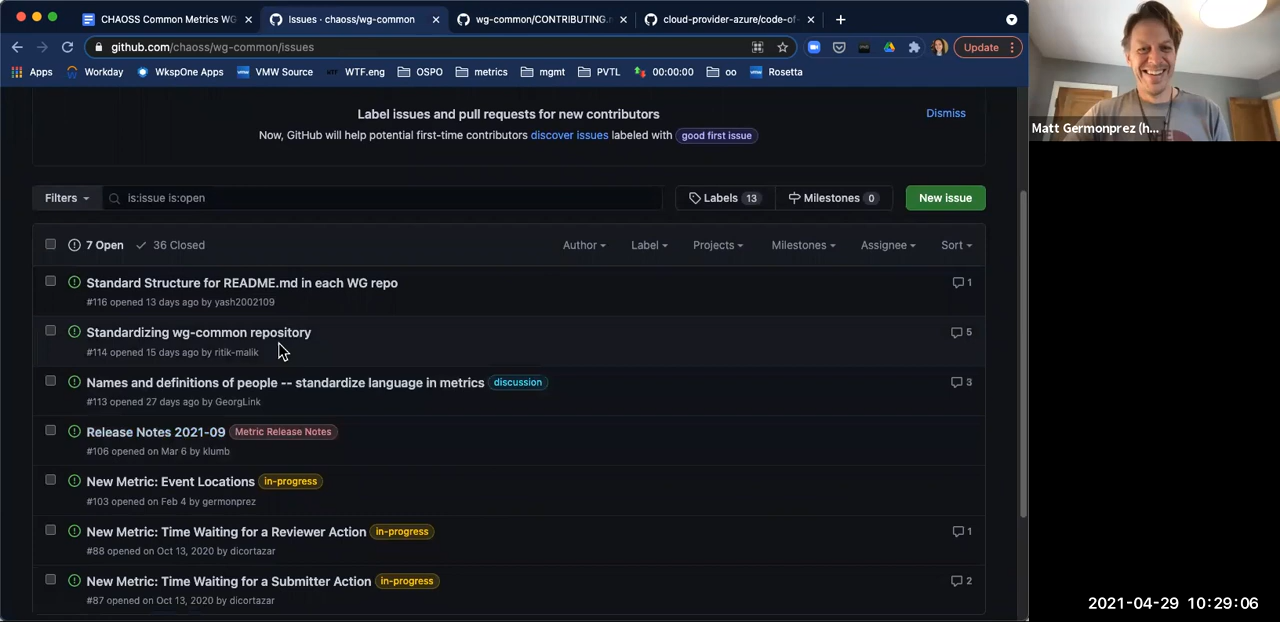 CHAOSS Common Metrics WG
Issues · chaoss/wg-common
wg-common/CONTRIBUTING.
cloud-provider-azure/code-of-
github.com/chaoss/wg-common/issues
Update
Apps
Workday
WkspOne Apps
VMW Source
WTF.eng
OSPO
metrics
mgmt
PVTL
00:00:00
oo
Rosetta
Label issues and pull requests for new contributors
Dismiss
Now, GitHub will help potential first-time contributors discover issues labeled with good first issue
Filters
is:issue is:open
Labels 13
Milestones 0
New issue
7 Open
36 Closed
Author
Label
Projects
Milestones
Assignee
Sort
Standard Structure for README.md in each WG repo
1
#116 opened 13 days ago by yash2002109
Standardizing wg-common repository
5
#114 opened 15 days ago by ritik-malik
Names and definitions of people -- standardize language in metrics discussion
3
#113 opened 27 days ago by GeorgLink
Release Notes 2021-09 Metric Release Notes
#106 opened on Mar 6 by klumb
New Metric: Event Locations in-progress
#103 opened on Feb 4 by germonprez
New Metric: Time Waiting for a Reviewer Action in-progress
1
#88 opened on Oct 13, 2020 by dicortazar
New Metric: Time Waiting for a Submitter Action in-progress
2
#87 opened on Oct 13, 2020 by dicortazar
Matt Germonprez (h...
2021-04-29 10:29:06